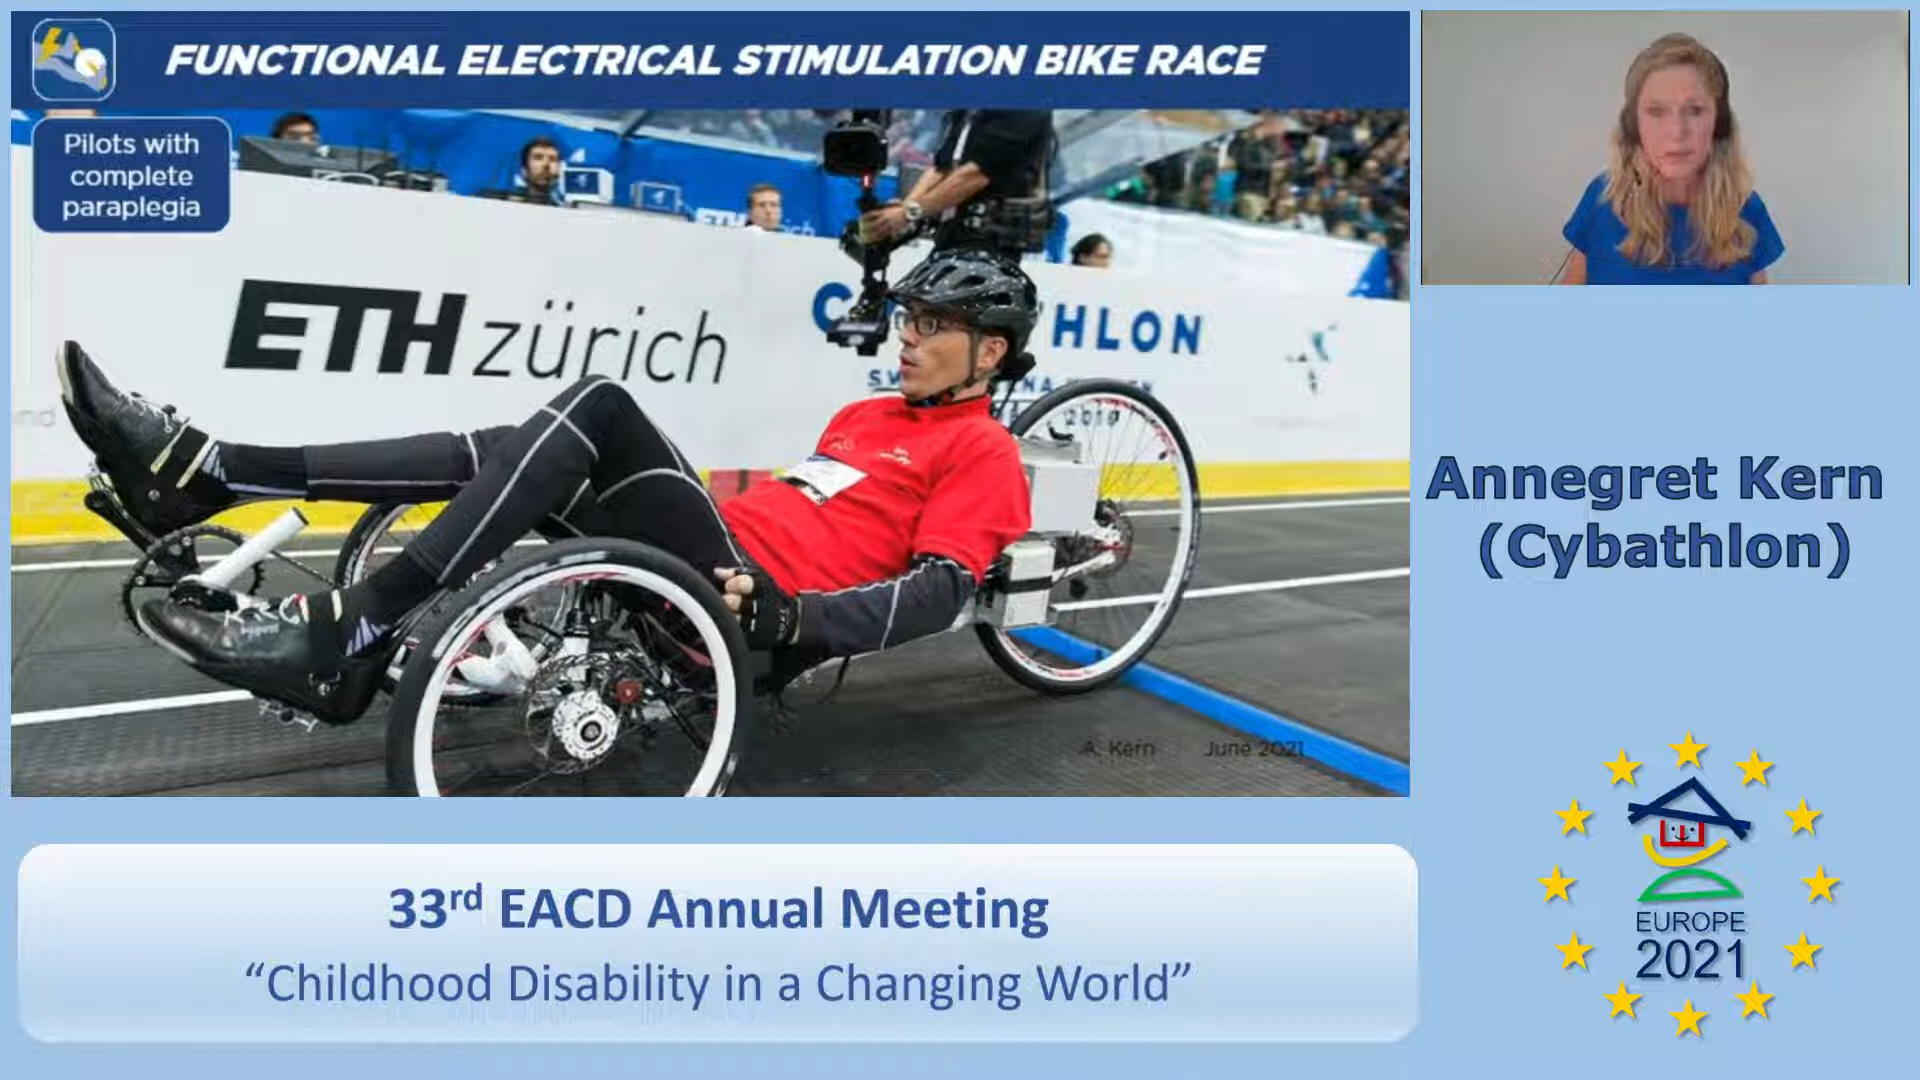 FUNCTIONAL ELECTRICAL STIMULATION BIKE RACE
Pilots with
complete
paraplegia
ETH zürich
HLON
2016
A. Kern June 2021
Annegret Kern
(Cybathlon)
33rd EACD Annual Meeting
“Childhood Disability in a Changing World”
EUROPE
2021